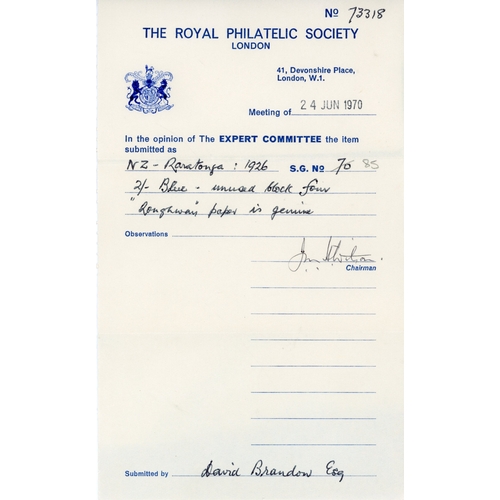 Nº 73318
THE ROYAL PHILATELIC SOCIETY
LONDON
41, Devonshire Place,
London, W.1.
Meeting of 24 JUN 1970
In the opinion of The EXPERT COMMITTEE the item
submitted as
NZ - Raratonga : 1926 S.G. Nº 70 85
2/- Blue - unused block four
paper is genuine
Observations
Chairman
Submitted by David Brandon Esq